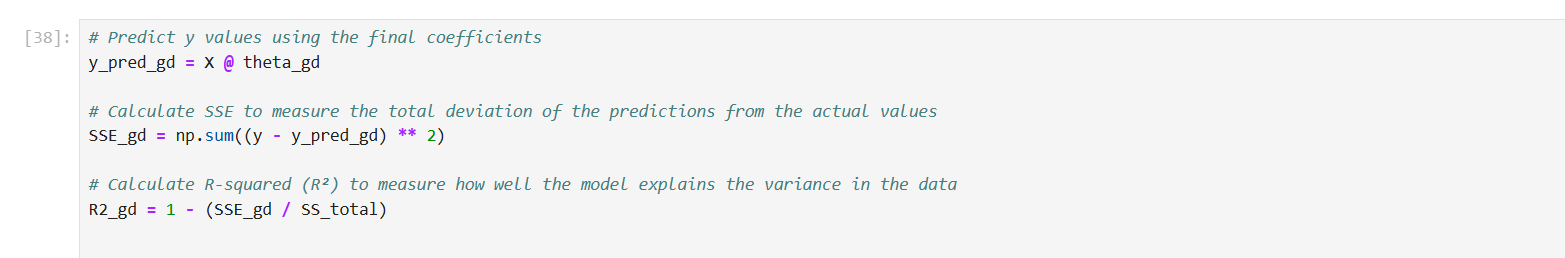 [38]: # Predict y values using the final coefficients
y_pred_gd = X @ theta_gd
# Calculate SSE to measure the total deviation of the predictions from the actual values
SSE_gd = np.sum((y - y_pred_gd) ** 2)
# Calculate R-squared (R²) to measure how well the model explains the variance in the data
R2_gd = 1 - (SSE_gd / SS_total)